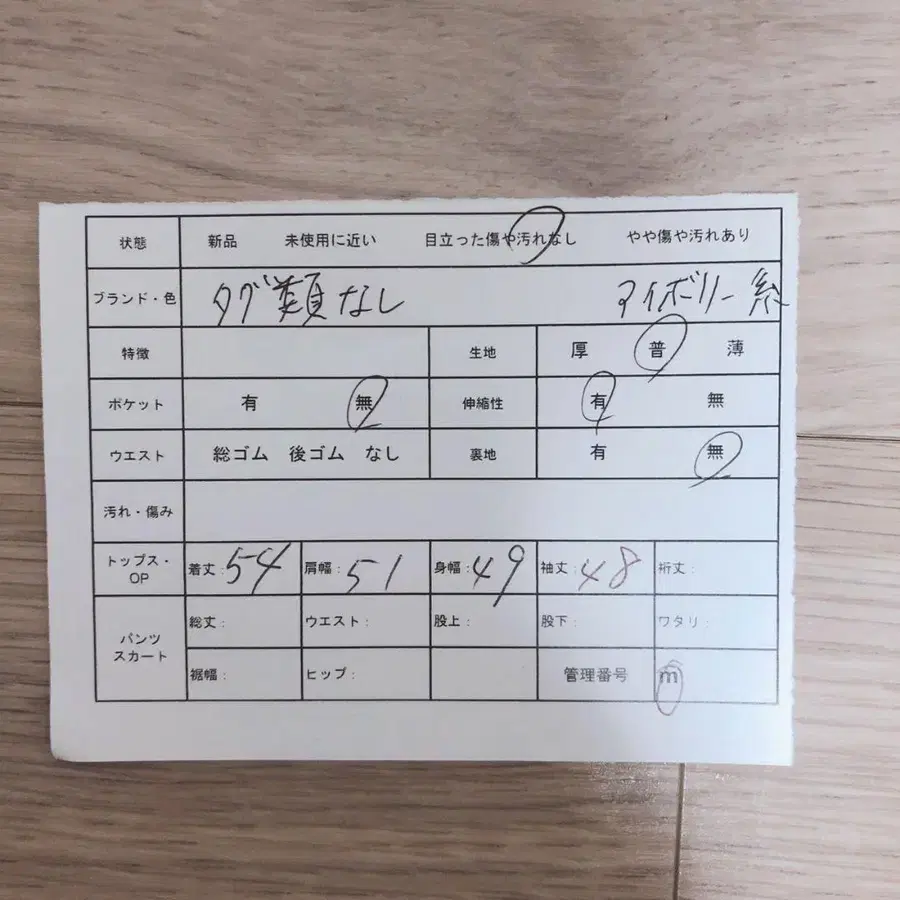 状態 新品 未使用に近い 目立った傷や汚れなし やや傷や汚れあり
ブランド・色 タグ類なし アイボリー系
特徴 生地 厚 普 薄
ポケット 有 無 伸縮性 有 無
ウエスト 総ゴム 後ゴム なし 裏地 有 無
汚れ・傷み
トップス・OP 着丈:54 肩幅:51 身幅:49 袖丈:48 裄丈:
パンツ スカート 総丈: ウエスト: 股上: 股下: ワタリ:
裾幅: ヒップ: 管理番号 m